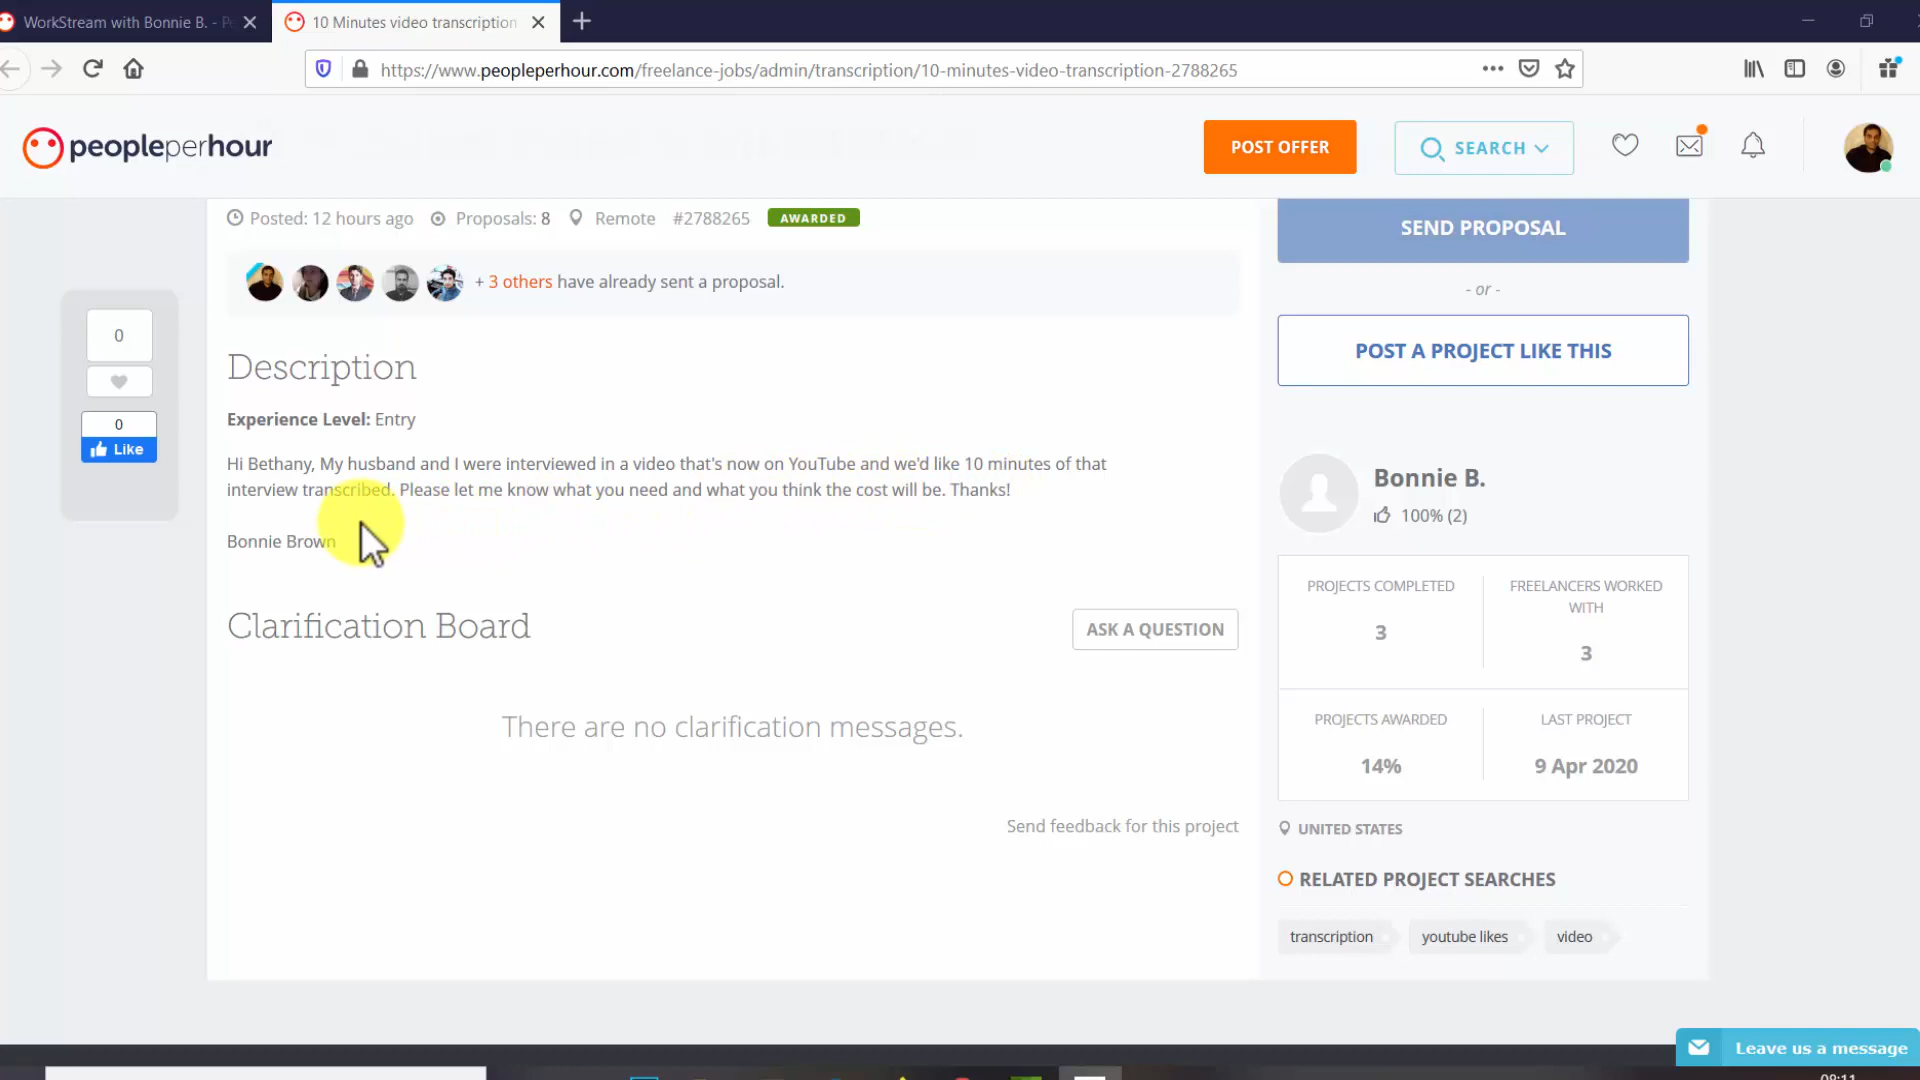 WorkStream with Bonnie B. - Pe
10 Minutes video transcription
https://www.peopleperhour.com/freelance-jobs/admin/transcription/10-minutes-video-transcription-2788265
peopleperhour
POST OFFER
SEARCH
Posted: 12 hours ago
Proposals: 8
Remote
#2788265
AWARDED
SEND PROPOSAL
+ 3 others have already sent a proposal.
- or -
POST A PROJECT LIKE THIS
0
0
Like
Description
Experience Level: Entry
Hi Bethany, My husband and I were interviewed in a video that's now on YouTube and we'd like 10 minutes of that
interview transcribed. Please let me know what you need and what you think the cost will be. Thanks!
Bonnie Brown
Clarification Board
ASK A QUESTION
There are no clarification messages.
Send feedback for this project
Bonnie B.
100% (2)
PROJECTS COMPLETED
3
FREELANCERS WORKED
WITH
3
PROJECTS AWARDED
14%
LAST PROJECT
9 Apr 2020
UNITED STATES
RELATED PROJECT SEARCHES
transcription
youtube likes
video
Leave us a message
08:11